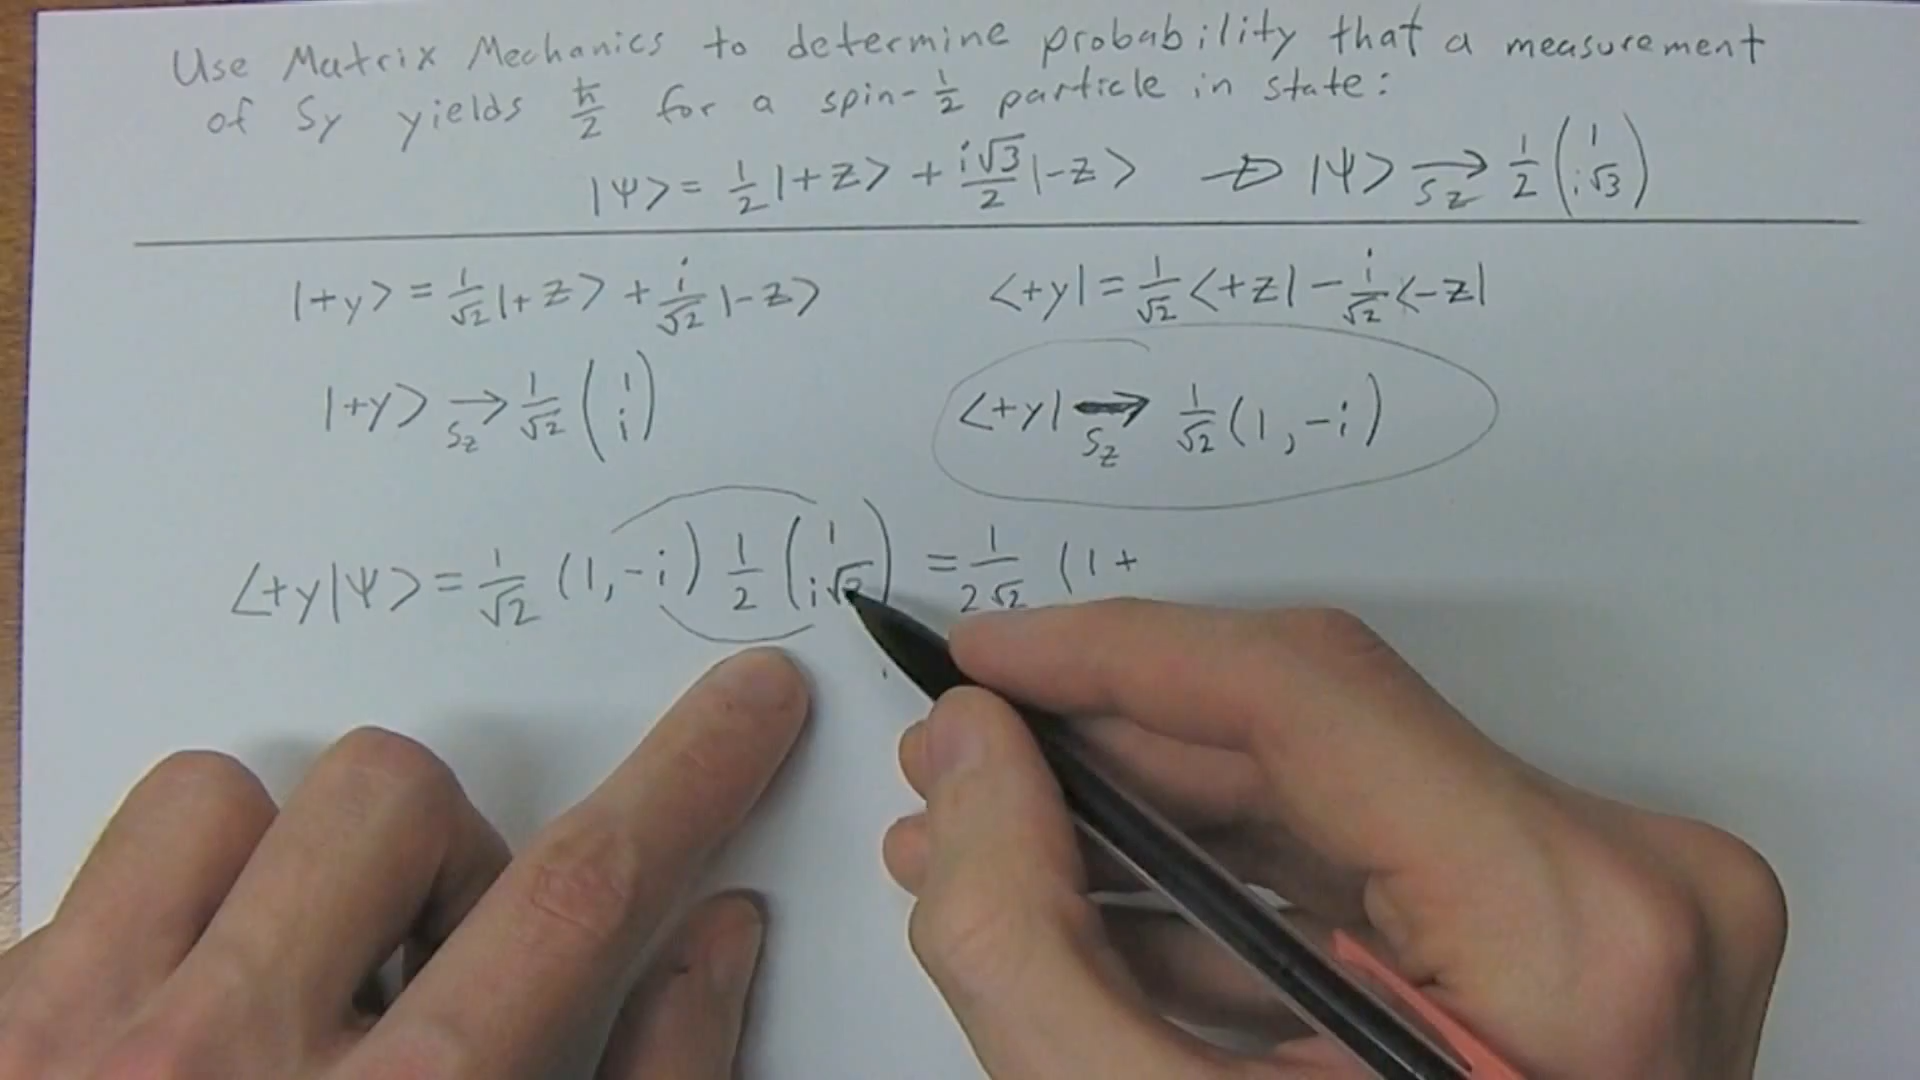 Use Matrix Mechanics to determine probability that a measurement
of Sy yields ħ/2 for a spin-1/2 particle in state:
|Ψ> = 1/2 |+z> + i√3/2 |-z> → |Ψ> →Sz 1/2 (1 i√3)
|+y> = 1/√2 |+z> + i/√2 |-z> <+y| = 1/√2 <+z| - i/√2 <-z|
|+y> →Sz 1/√2 (1 i) <+y| →Sz 1/√2 (1, -i)
<+y|Ψ> = 1/√2 (1, -i) 1/2 (1 i√) = 1/2√2 (1 +